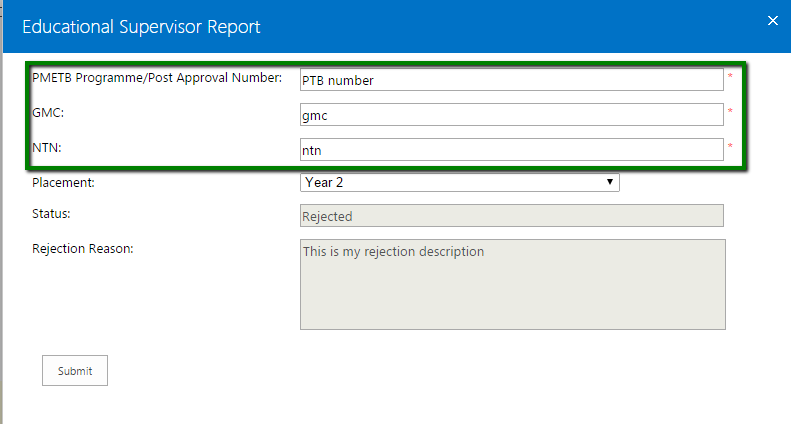 Educational Supervisor Report
PMETB Programme/Post Approval Number: PTB number *
GMC: gmc *
NTN: ntn *
Placement: Year 2
Status: Rejected
Rejection Reason: This is my rejection description
Submit